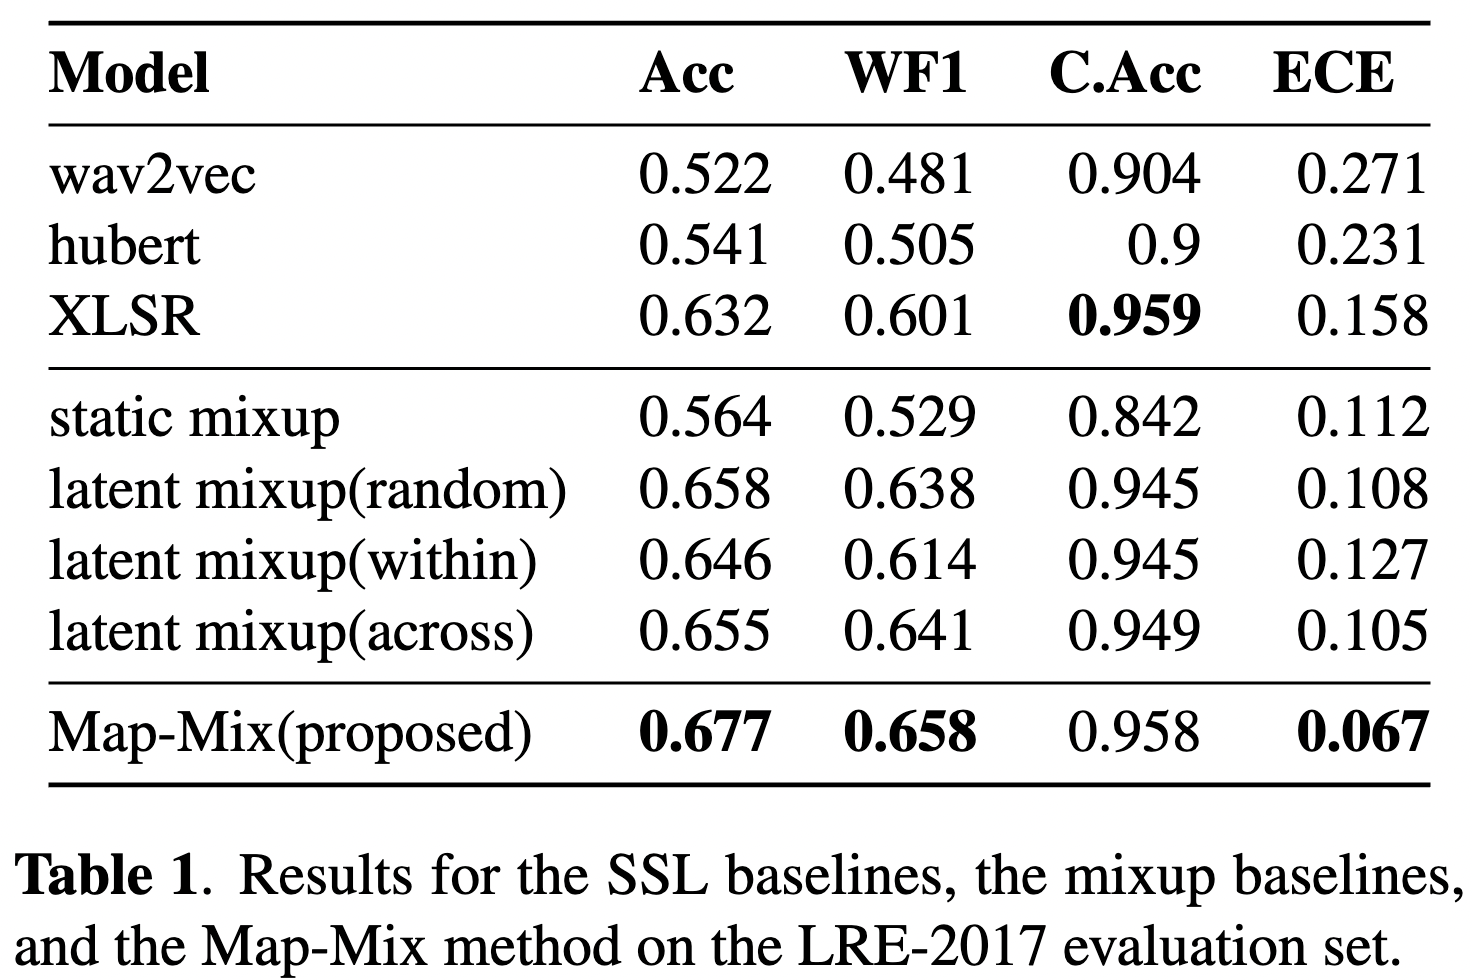 Model Acc WF1 C.Acc ECE
wav2vec 0.522 0.481 0.904 0.271
hubert 0.541 0.505 0.9 0.231
XLSR 0.632 0.601 0.959 0.158
static mixup 0.564 0.529 0.842 0.112
latent mixup(random) 0.658 0.638 0.945 0.108
latent mixup(within) 0.646 0.614 0.945 0.127
latent mixup(across) 0.655 0.641 0.949 0.105
Map-Mix(proposed) 0.677 0.658 0.958 0.067
Table 1. Results for the SSL baselines, the mixup baselines,
and the Map-Mix method on the LRE-2017 evaluation set.